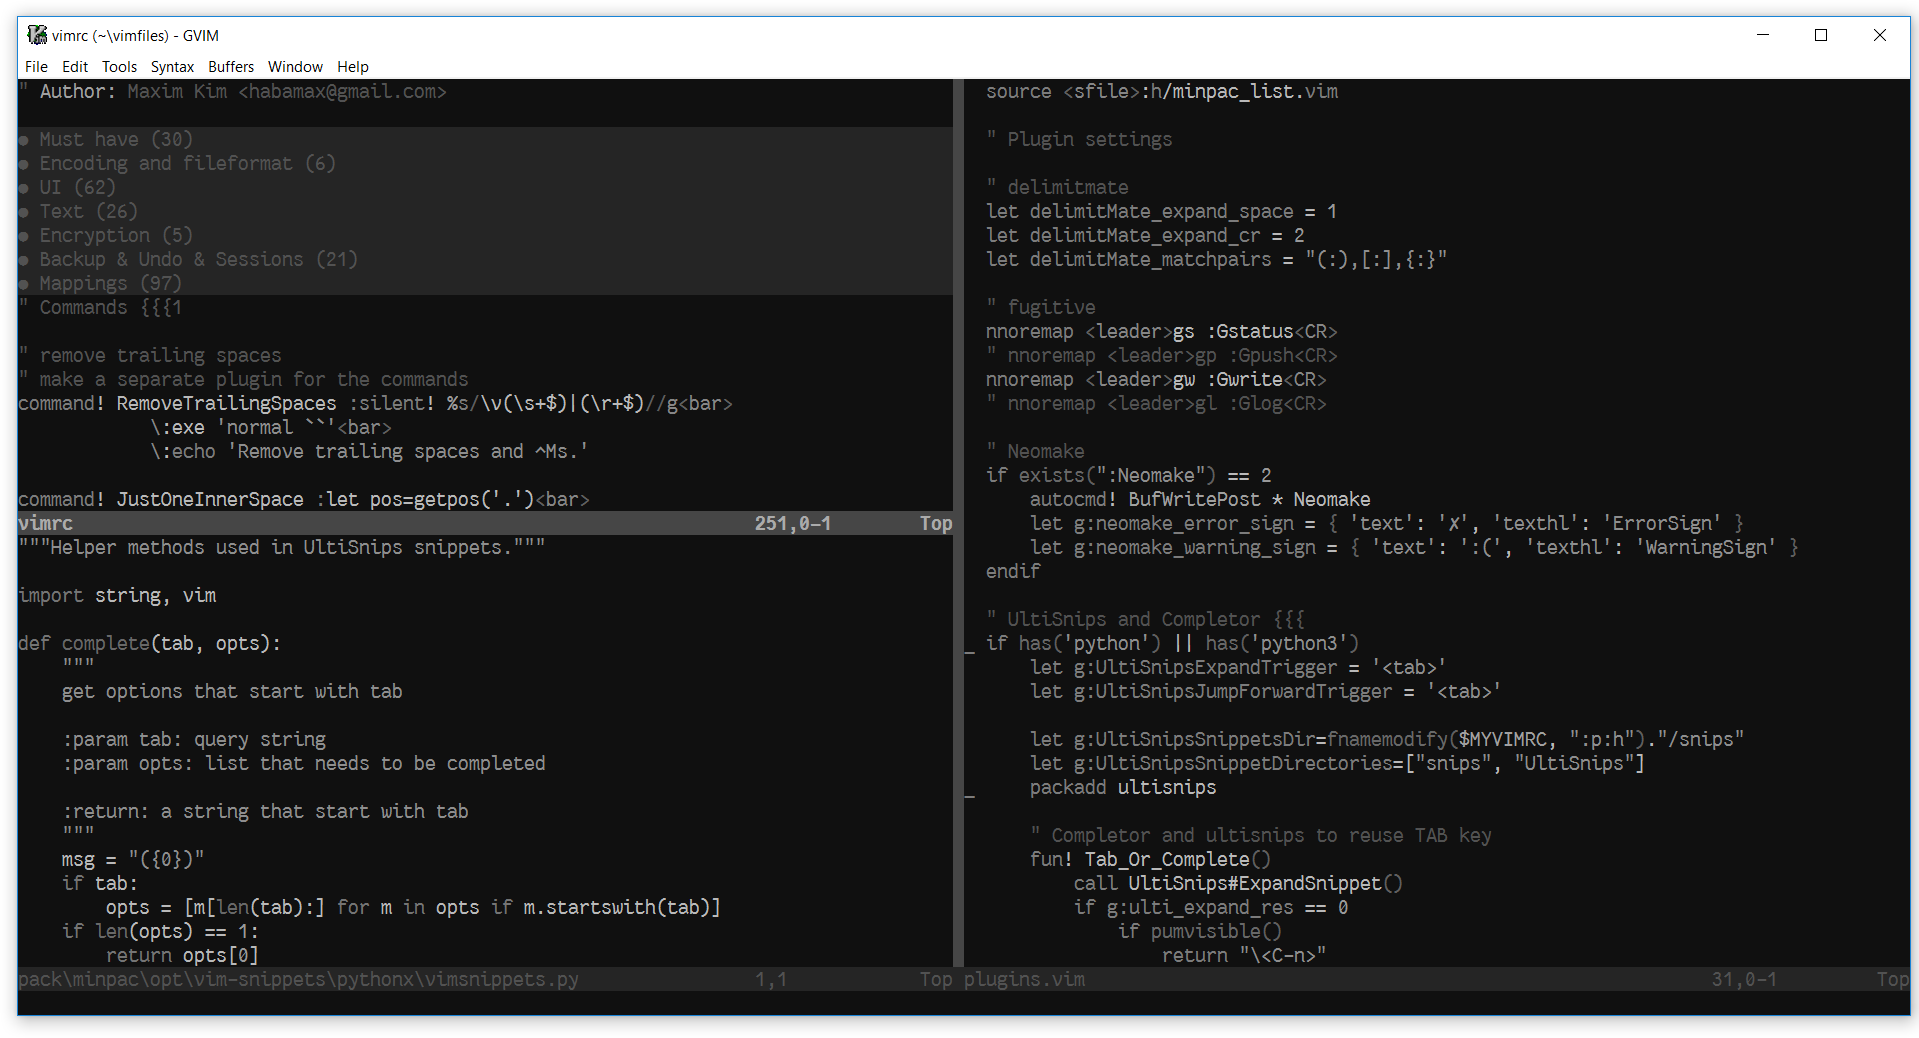 vimrc (~\vimfiles) - GVIM
File Edit Tools Syntax Buffers Window Help
" Author: Maxim Kim <habamax@gmail.com>
● Must have (30)
● Encoding and fileformat (6)
● UI (62)
● Text (26)
● Encryption (5)
● Backup & Undo & Sessions (21)
● Mappings (97)
" Commands {{{1
" remove trailing spaces
" make a separate plugin for the commands
command! RemoveTrailingSpaces :silent! %s/\v(\s+$)|(\r+$)//g<bar>
            \:exe 'normal ``'<bar>
            \:echo 'Remove trailing spaces and ^Ms.'
command! JustOneInnerSpace :let pos=getpos('.')<bar>
vimrc 251,0-1 Top
"""Helper methods used in UltiSnips snippets."""
import string, vim
def complete(tab, opts):
    """
    get options that start with tab
    :param tab: query string
    :param opts: list that needs to be completed
    :return: a string that start with tab
    """
    msg = "({0})"
    if tab:
        opts = [m[len(tab):] for m in opts if m.startswith(tab)]
    if len(opts) == 1:
        return opts[0]
pack\minpac\opt\vim-snippets\pythonx\vimsnippets.py 1,1 Top
source <sfile>:h/minpac_list.vim
" Plugin settings
" delimitmate
let delimitMate_expand_space = 1
let delimitMate_expand_cr = 2
let delimitMate_matchpairs = "(:),[:],{:}"
" fugitive
nnoremap <leader>gs :Gstatus<CR>
" nnoremap <leader>gp :Gpush<CR>
nnoremap <leader>gw :Gwrite<CR>
" nnoremap <leader>gl :Glog<CR>
" Neomake
if exists(":Neomake") == 2
    autocmd! BufWritePost * Neomake
    let g:neomake_error_sign = { 'text': '✗', 'texthl': 'ErrorSign' }
    let g:neomake_warning_sign = { 'text': ':(', 'texthl': 'WarningSign' }
endif
" UltiSnips and Completor {{{
_ if has('python') || has('python3')
    let g:UltiSnipsExpandTrigger = '<tab>'
    let g:UltiSnipsJumpForwardTrigger = '<tab>'
    let g:UltiSnipsSnippetsDir=fnamemodify($MYVIMRC, ":p:h")."/snips"
    let g:UltiSnipsSnippetDirectories=["snips", "UltiSnips"]
_     packadd ultisnips
    " Completor and ultisnips to reuse TAB key
    fun! Tab_Or_Complete()
        call UltiSnips#ExpandSnippet()
        if g:ulti_expand_res == 0
            if pumvisible()
                return "\<C-n>"
plugins.vim 31,0-1 Top